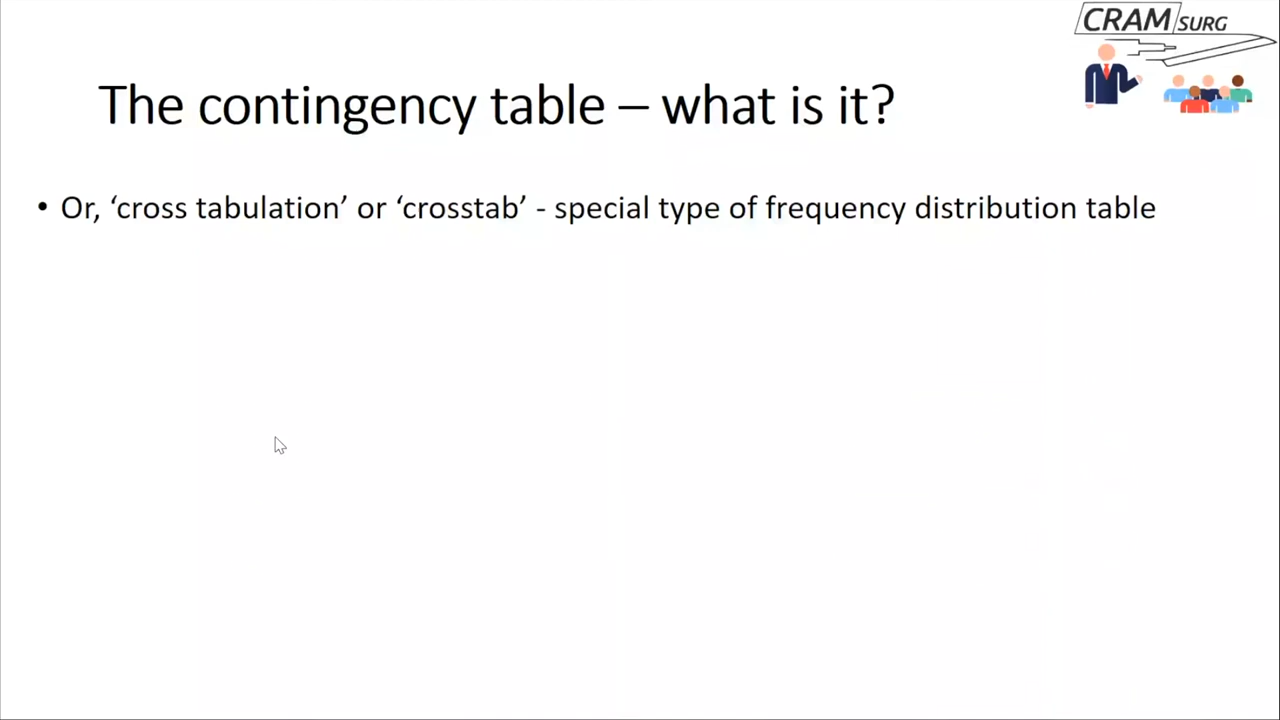 CRAM SURG
The contingency table – what is it?
• Or, ‘cross tabulation’ or ‘crosstab’ - special type of frequency distribution table